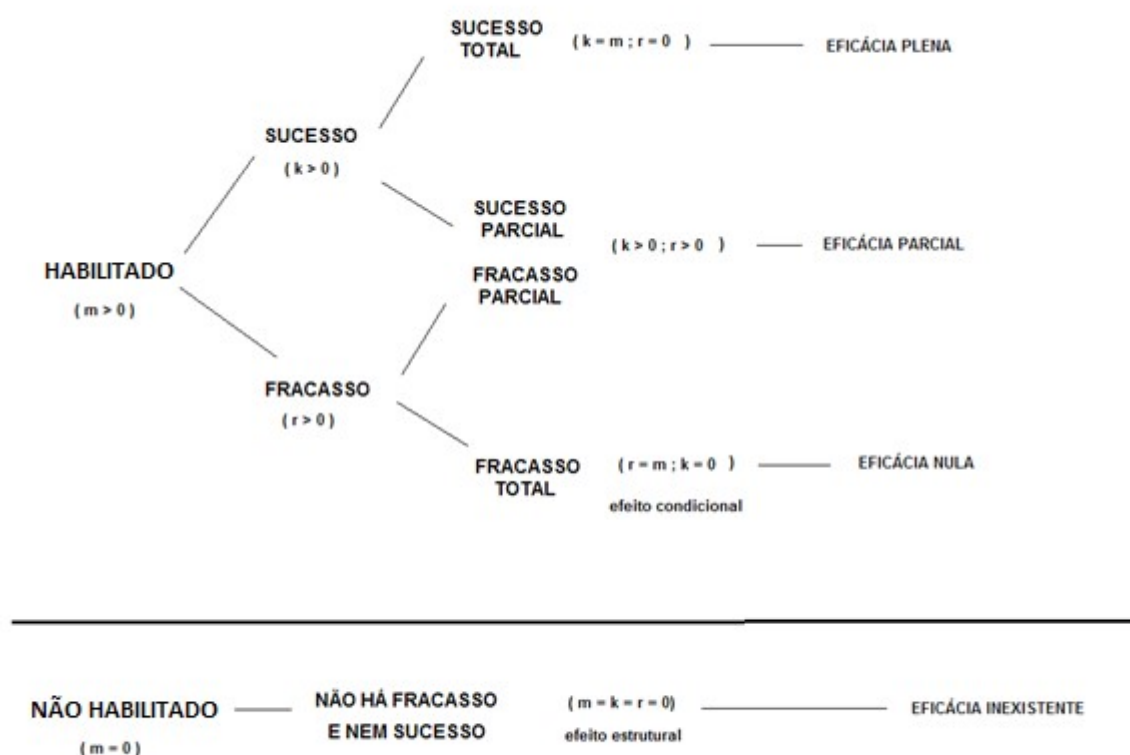 SUCESSO
TOTAL
( k = m ; r = 0 )
EFICÁCIA PLENA
SUCESSO
( k > 0 )
SUCESSO
PARCIAL
( k > 0 ; r > 0 )
EFICÁCIA PARCIAL
HABILITADO
( m > 0 )
FRACASSO
PARCIAL
FRACASSO
( r > 0 )
FRACASSO
TOTAL
( r = m ; k = 0 )
EFICÁCIA NULA
efeito condicional
NÃO HABILITADO
( m = 0 )
NÃO HÁ FRACASSO
E NEM SUCESSO
( m = k = r = 0)
efeito estrutural
EFICÁCIA INEXISTENTE